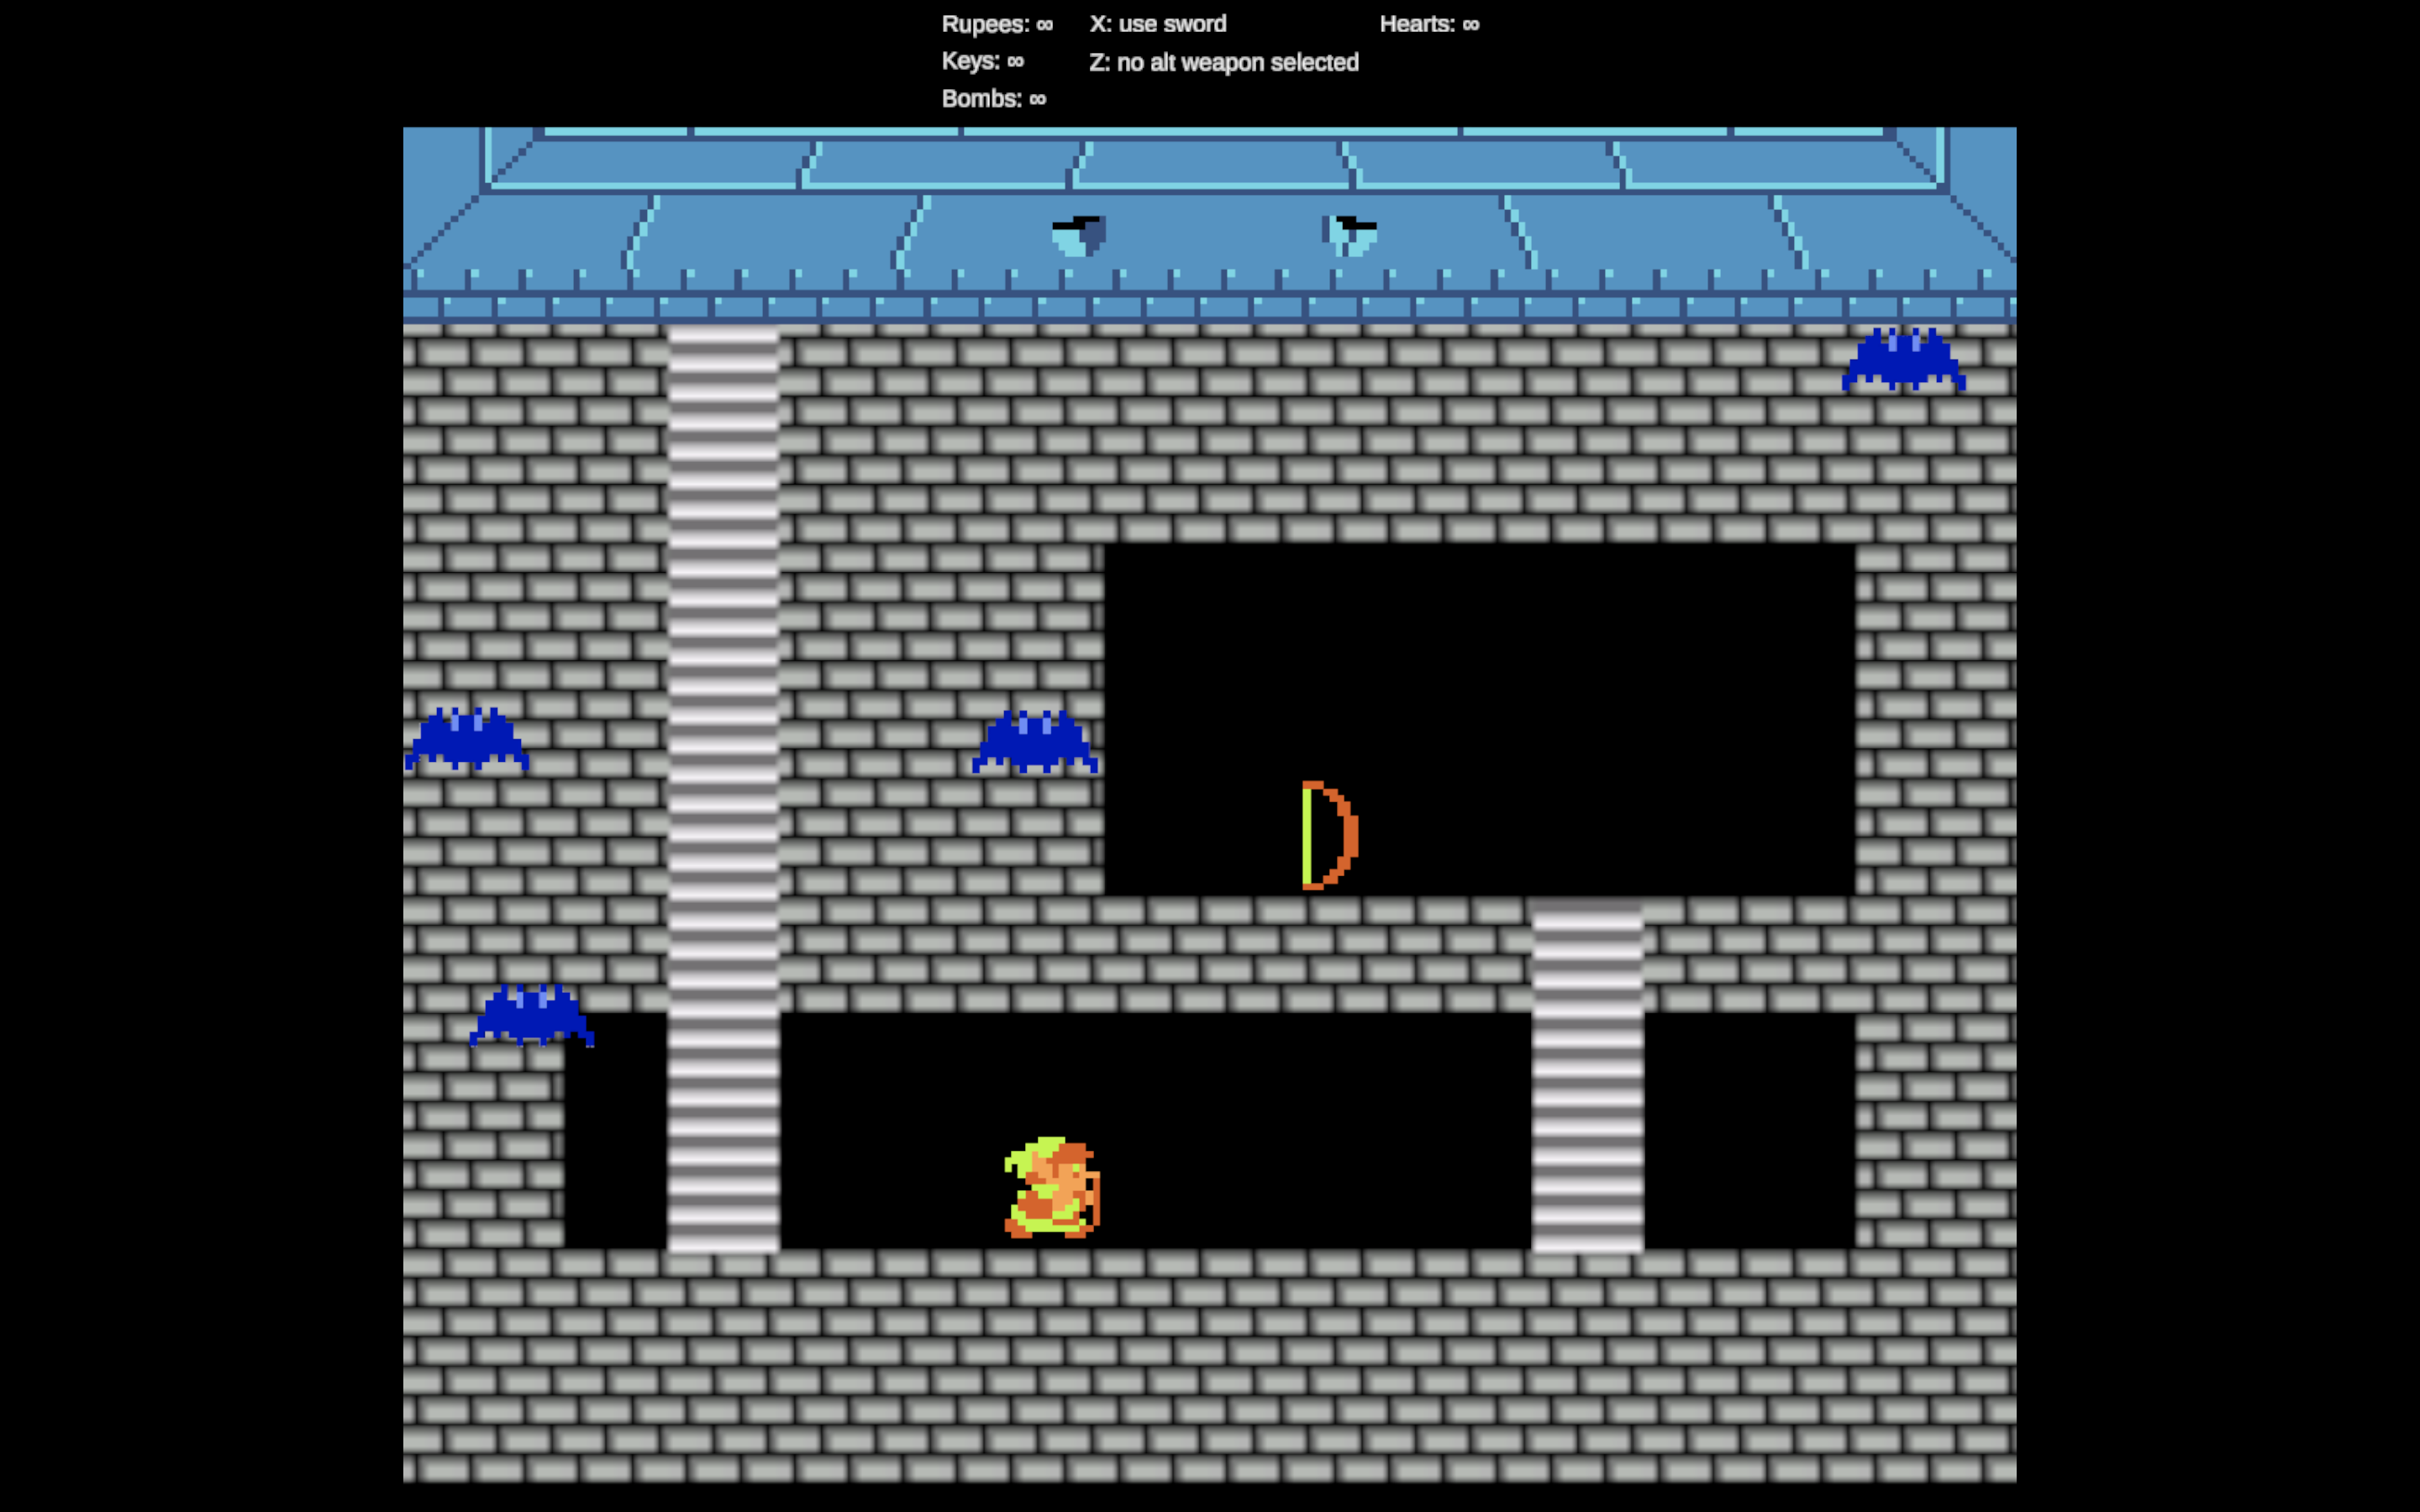 Rupees: ∞ X: use sword Hearts: ∞
Keys: ∞ Z: no alt weapon selected
Bombs: ∞